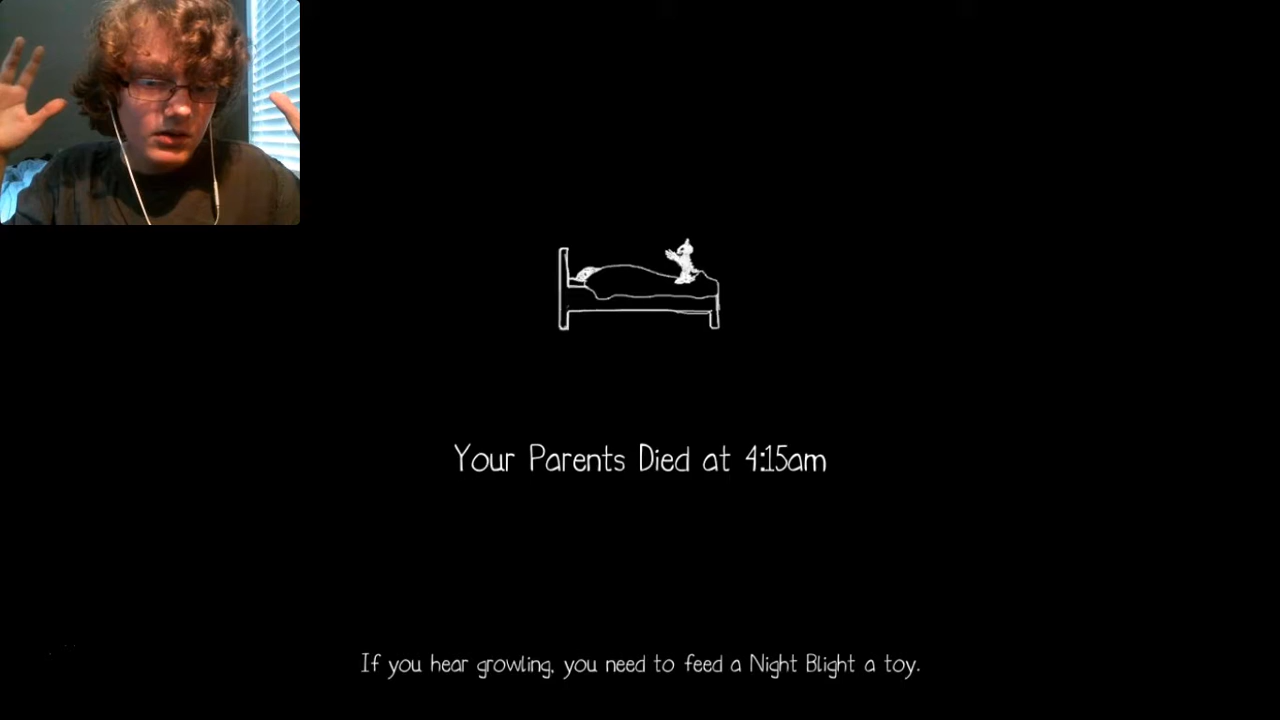 Your Parents Died at 4:15am
If you hear growling, you need to feed a Night Blight a toy.